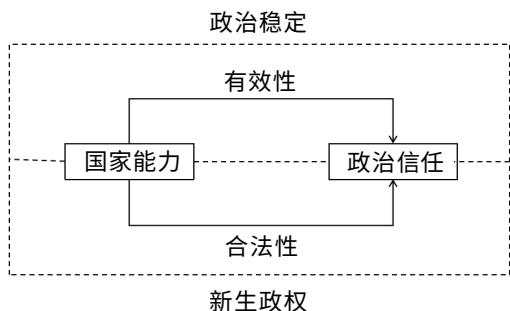 政治稳定
有效性
国家能力
政治信任
合法性
新生政权